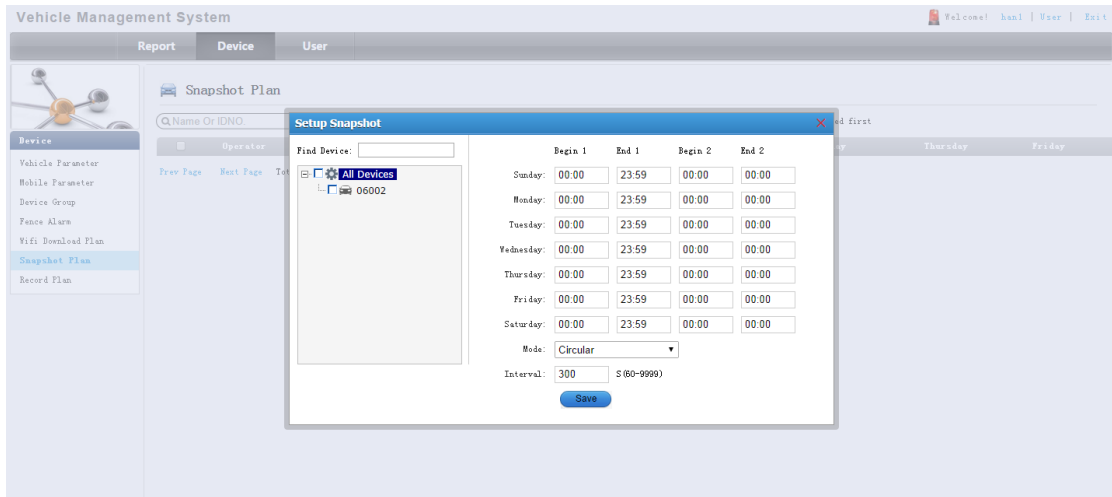 Vehicle Management System
Welcome! han1 | User | Exit
Report Device User
Snapshot Plan
Name Or IDNO.
ed first
Operator
ay Thursday Friday
Prev Page Next Page Tot
Device
Vehicle Parameter
Mobile Parameter
Device Group
Fence Alarm
Wifi Download Plan
Snapshot Plan
Record Plan
Setup Snapshot
Find Device:
All Devices
06002
Begin 1 End 1 Begin 2 End 2
Sunday: 00:00 23:59 00:00 00:00
Monday: 00:00 23:59 00:00 00:00
Tuesday: 00:00 23:59 00:00 00:00
Wednesday: 00:00 23:59 00:00 00:00
Thursday: 00:00 23:59 00:00 00:00
Friday: 00:00 23:59 00:00 00:00
Saturday: 00:00 23:59 00:00 00:00
Mode: Circular
Interval: 300 S(60-9999)
Save